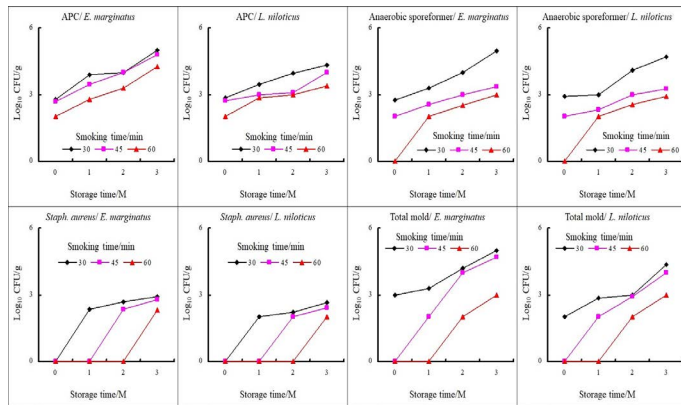 APC/ E. marginatus
Log₁₀ CFU/g
6
3
0
Smoking time/min
30 45 60
0 1 2 3
Storage time/M
APC/ L. niloticus
Log₁₀ CFU/g
6
3
0
Smoking time/min
30 45 60
0 1 2 3
Storage time/M
Anaerobic sporeformer/ E. marginatus
Log₁₀ CFU/g
6
3
0
Smoking time/min
30 45 60
0 1 2 3
Storage time/M
Anaerobic sporeformer/ L. niloticus
Log₁₀ CFU/g
6
3
0
Smoking time/min
30 45 60
0 1 2 3
Storage time/M
Staph. aureus/ E. marginatus
Log₁₀ CFU/g
6
3
0
Smoking time/min
30 45 60
0 1 2 3
Storage time/M
Staph. aureus/ L. niloticus
Log₁₀ CFU/g
6
3
0
Smoking time/min
30 45 60
0 1 2 3
Storage time/M
Total mold/ E. marginatus
Log₁₀ CFU/g
6
3
0
Smoking time/min
30 45 60
0 1 2 3
Storage time/M
Total mold/ L. niloticus
Log₁₀ CFU/g
6
3
0
Smoking time/min
30 45 60
0 1 2 3
Storage time/M